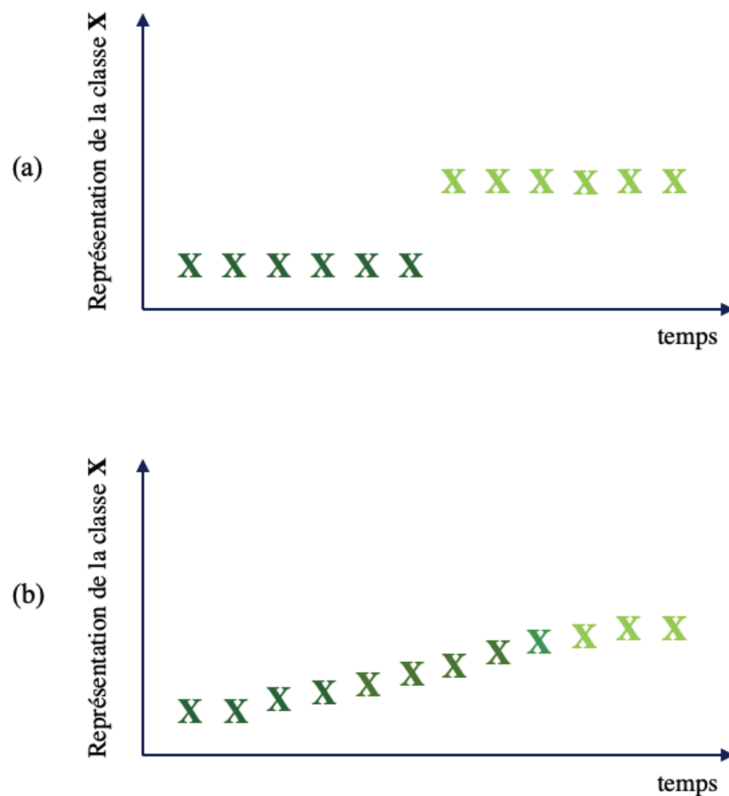 (a)
Représentation de la classe X
X X X X X X
X X X X X X
temps
(b)
Représentation de la classe X
X X X X X X X X X X X X
temps